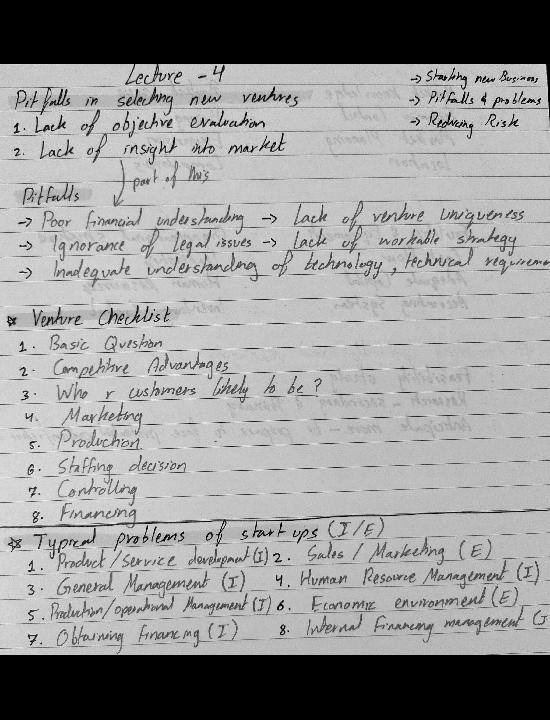 Lecture - 4
→ Starting new Business
→ Pitfalls & problems
→ Reducing Risk
Pitfalls in selecting new ventures
1. Lack of objective evaluation
2. Lack of insight into market
part of this
Pitfalls
→ Poor financial understanding → Lack of venture uniqueness
→ Ignorance of legal issues → Lack of workable strategy
→ Inadequate understanding of technology, technical requiremen
* Venture Checklist
1. Basic Question
2. Competitive Advantages
3. Who r customers likely to be?
4. Marketing
5. Production
6. Staffing decision
7. Controlling
8. Financing
* Typical problems of start ups (I/E)
1. Product/Service development (I) 2. Sales / Marketing (E)
3. General Management (I) 4. Human Resource Management (I)
5. Production/operational Management (I) 6. Economic environment (E)
7. Obtaining financing (I) 8. Internal Financing management (I